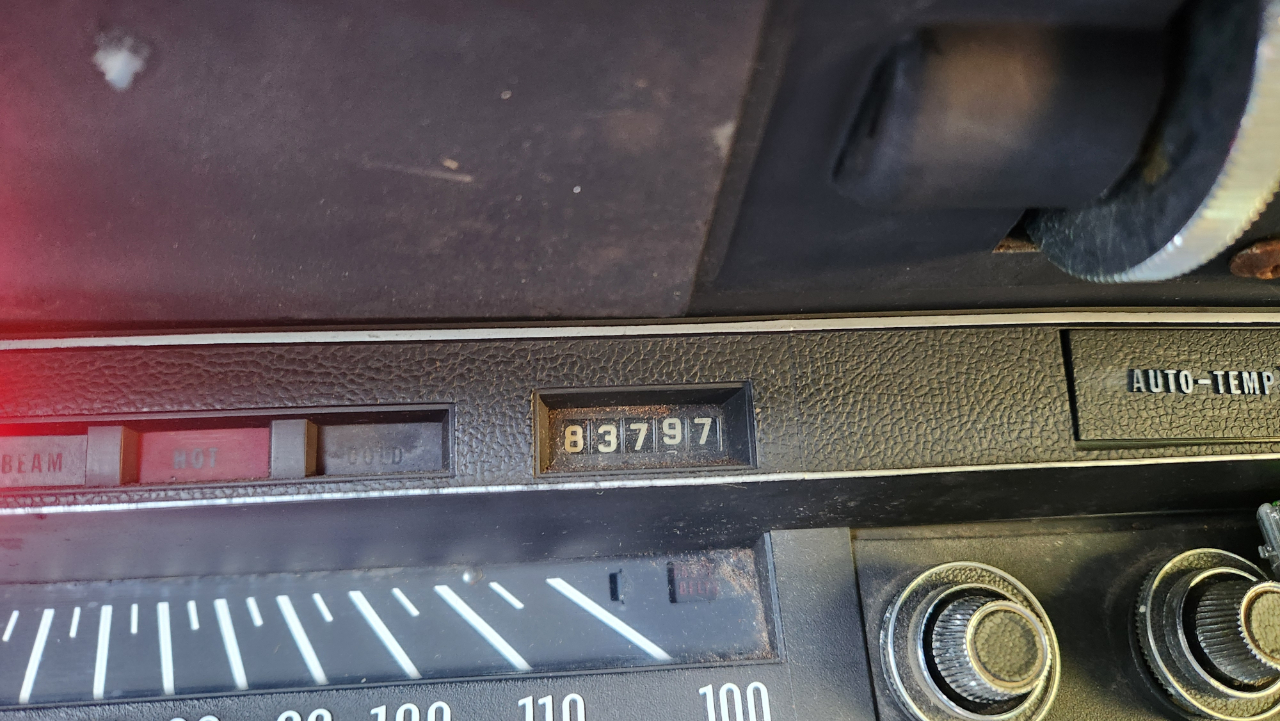 AUTO-TEMP
BEAM HOT COLD
83797
100 110